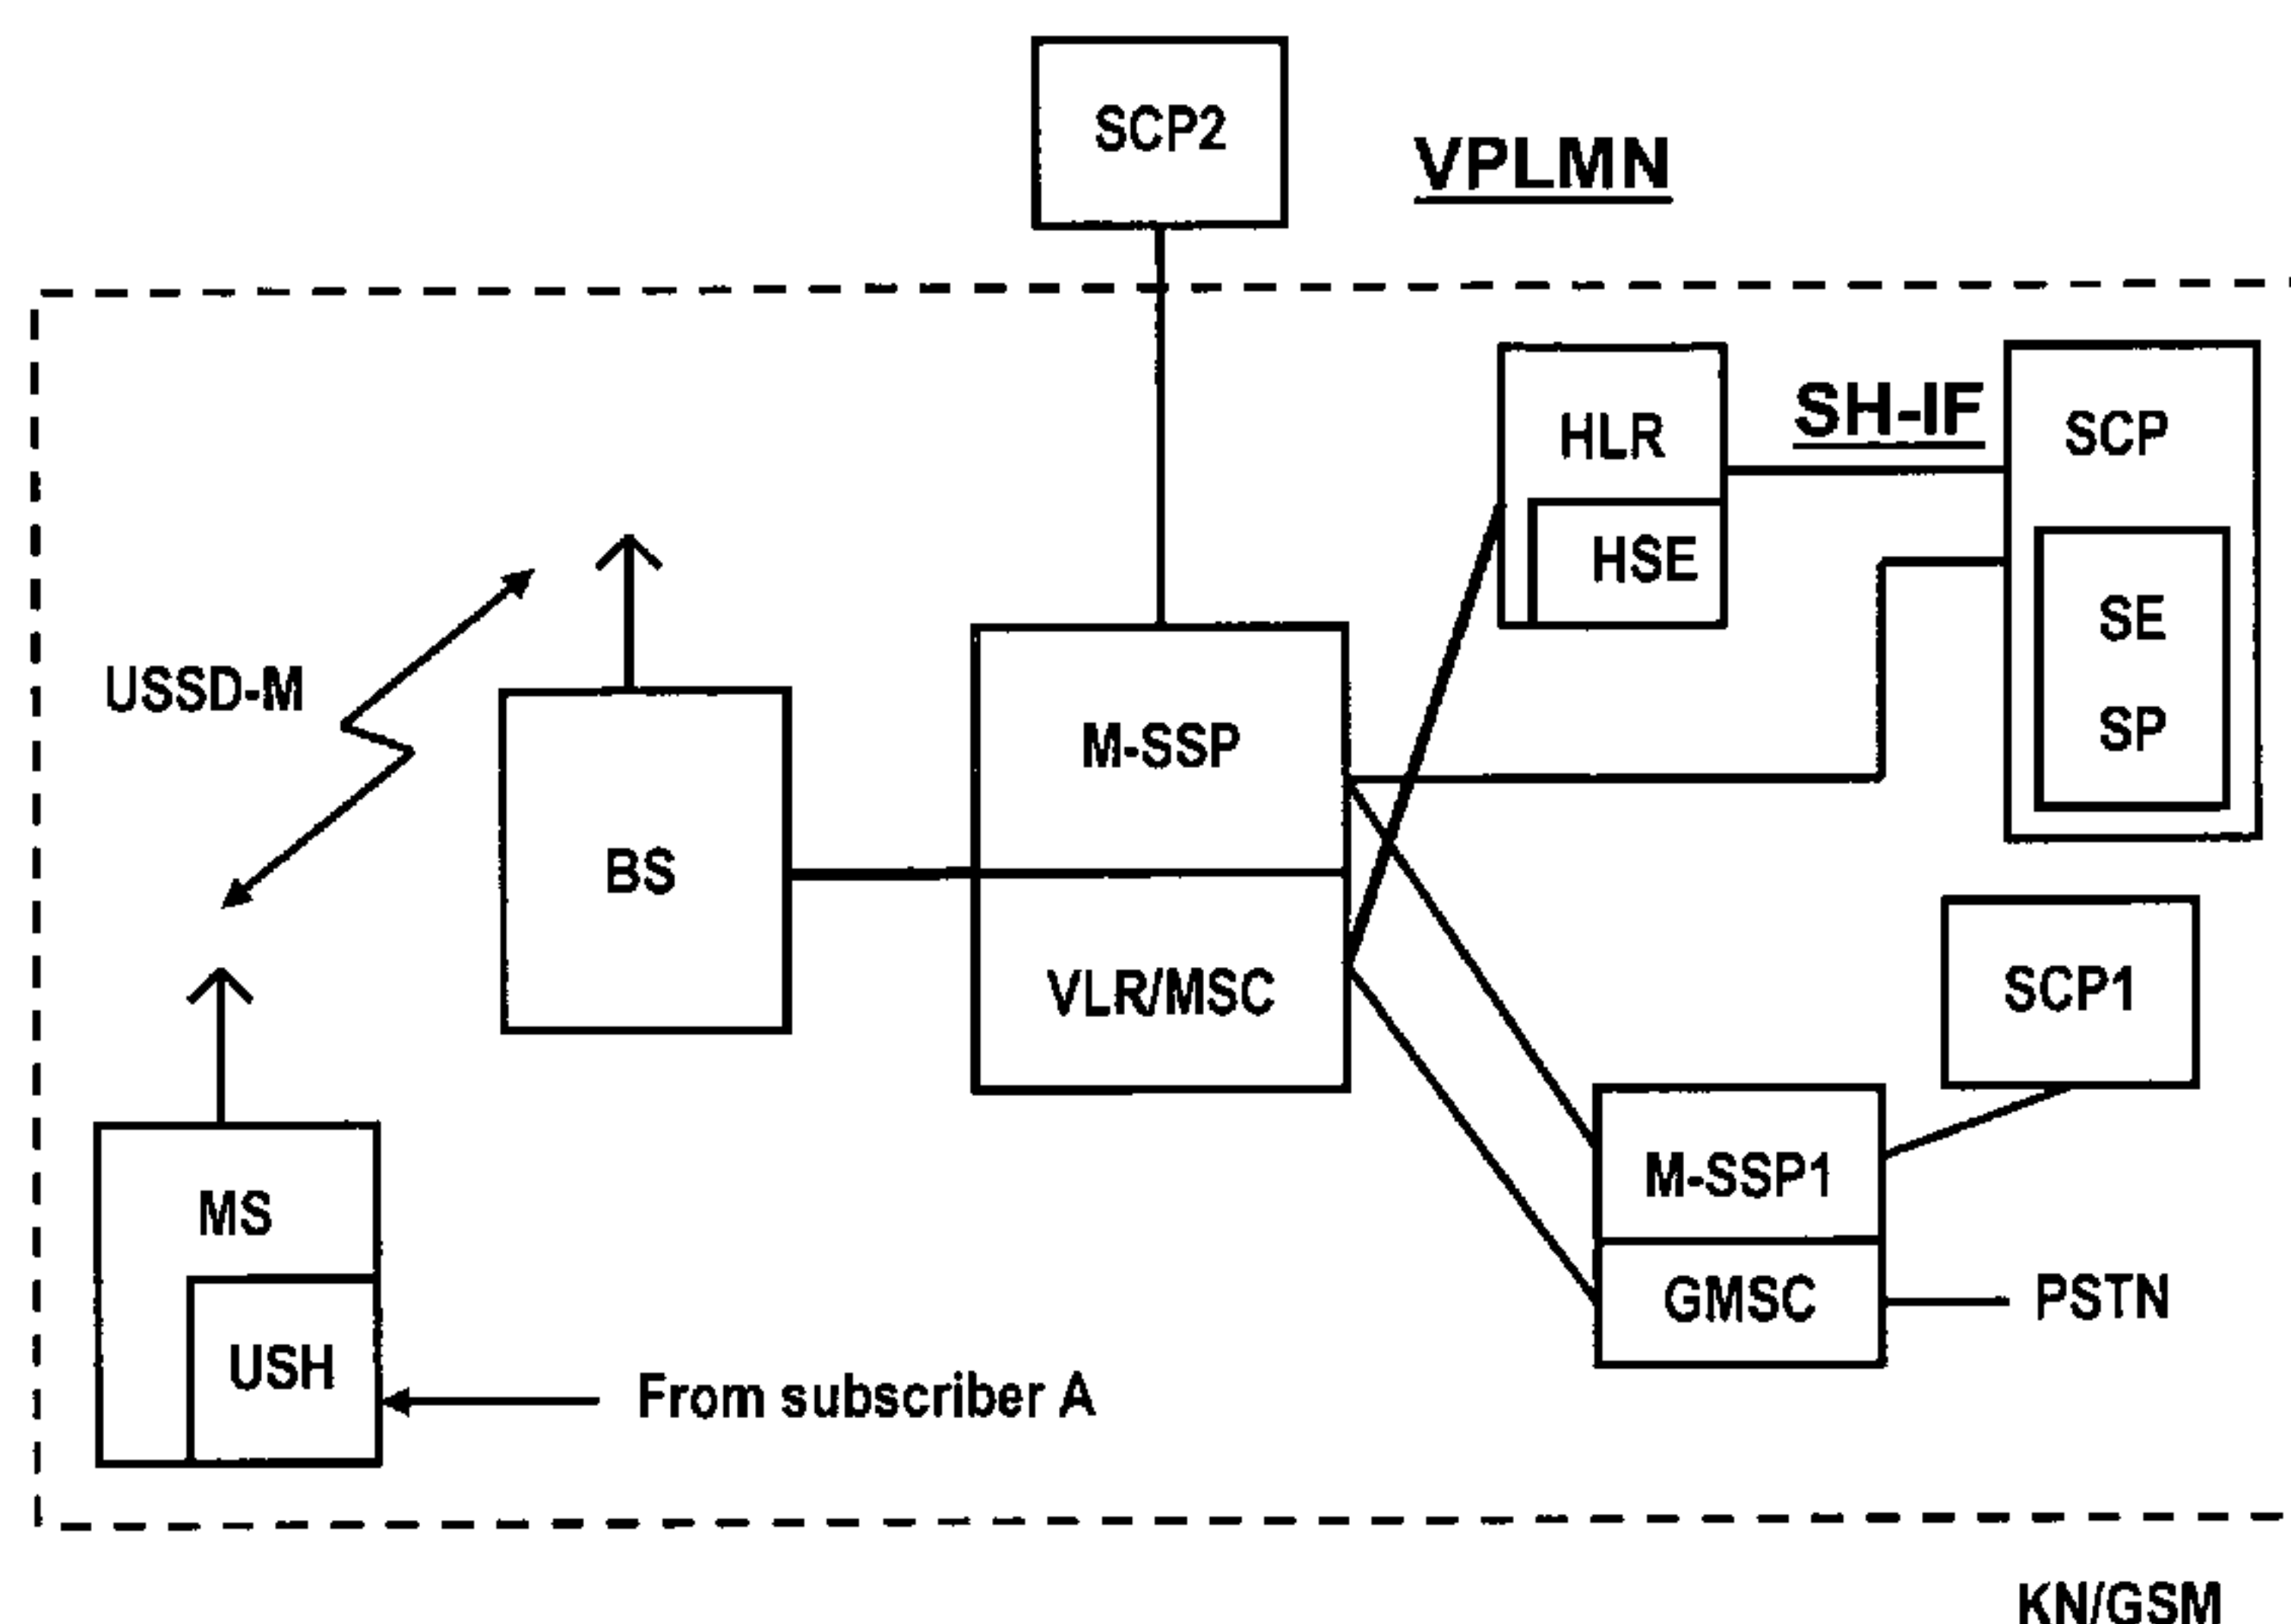 SCP2
VPLMN
HLR
SH-IF
SCP
HSE
SE
SP
USSD-M
M-SSP
BS
VLR/MSC
SCP1
MS
M-SSP1
GMSC
PSTN
USH
From subscriber A
KN/GSM